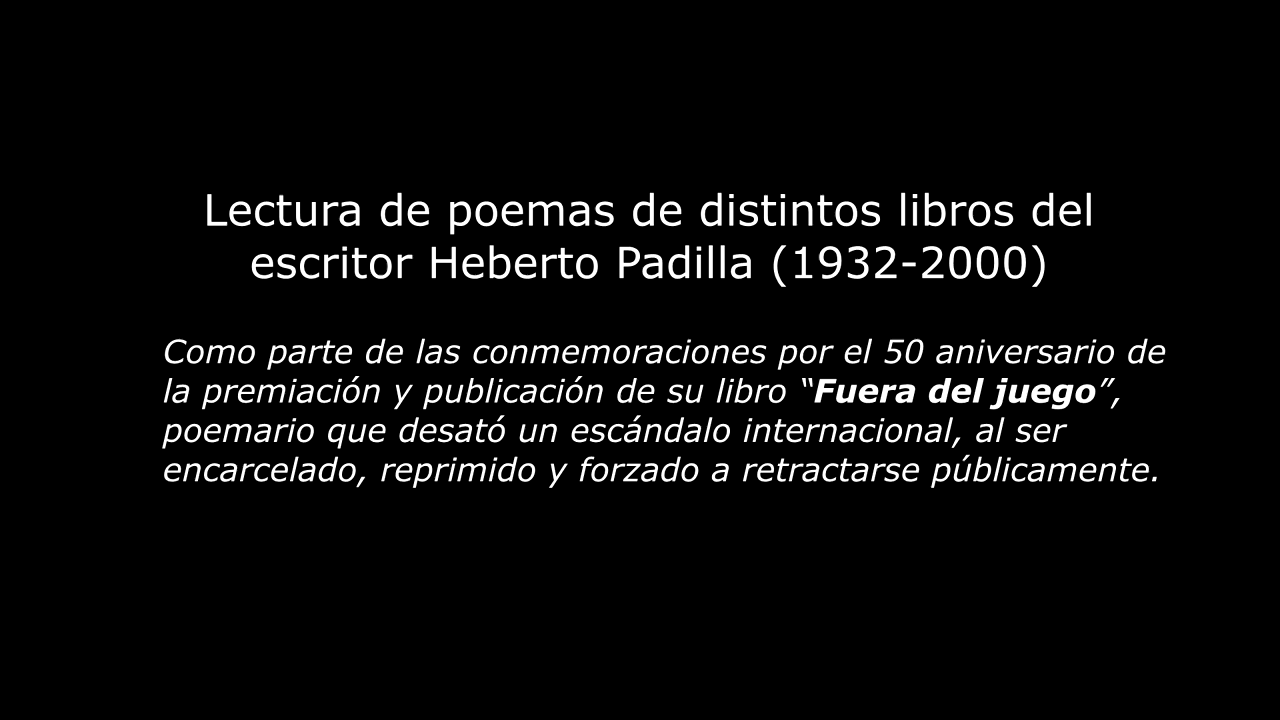 Lectura de poemas de distintos libros del
escritor Heberto Padilla (1932-2000)
Como parte de las conmemoraciones por el 50 aniversario de
la premiación y publicación de su libro “Fuera del juego”,
poemario que desató un escándalo internacional, al ser
encarcelado, reprimido y forzado a retractarse públicamente.